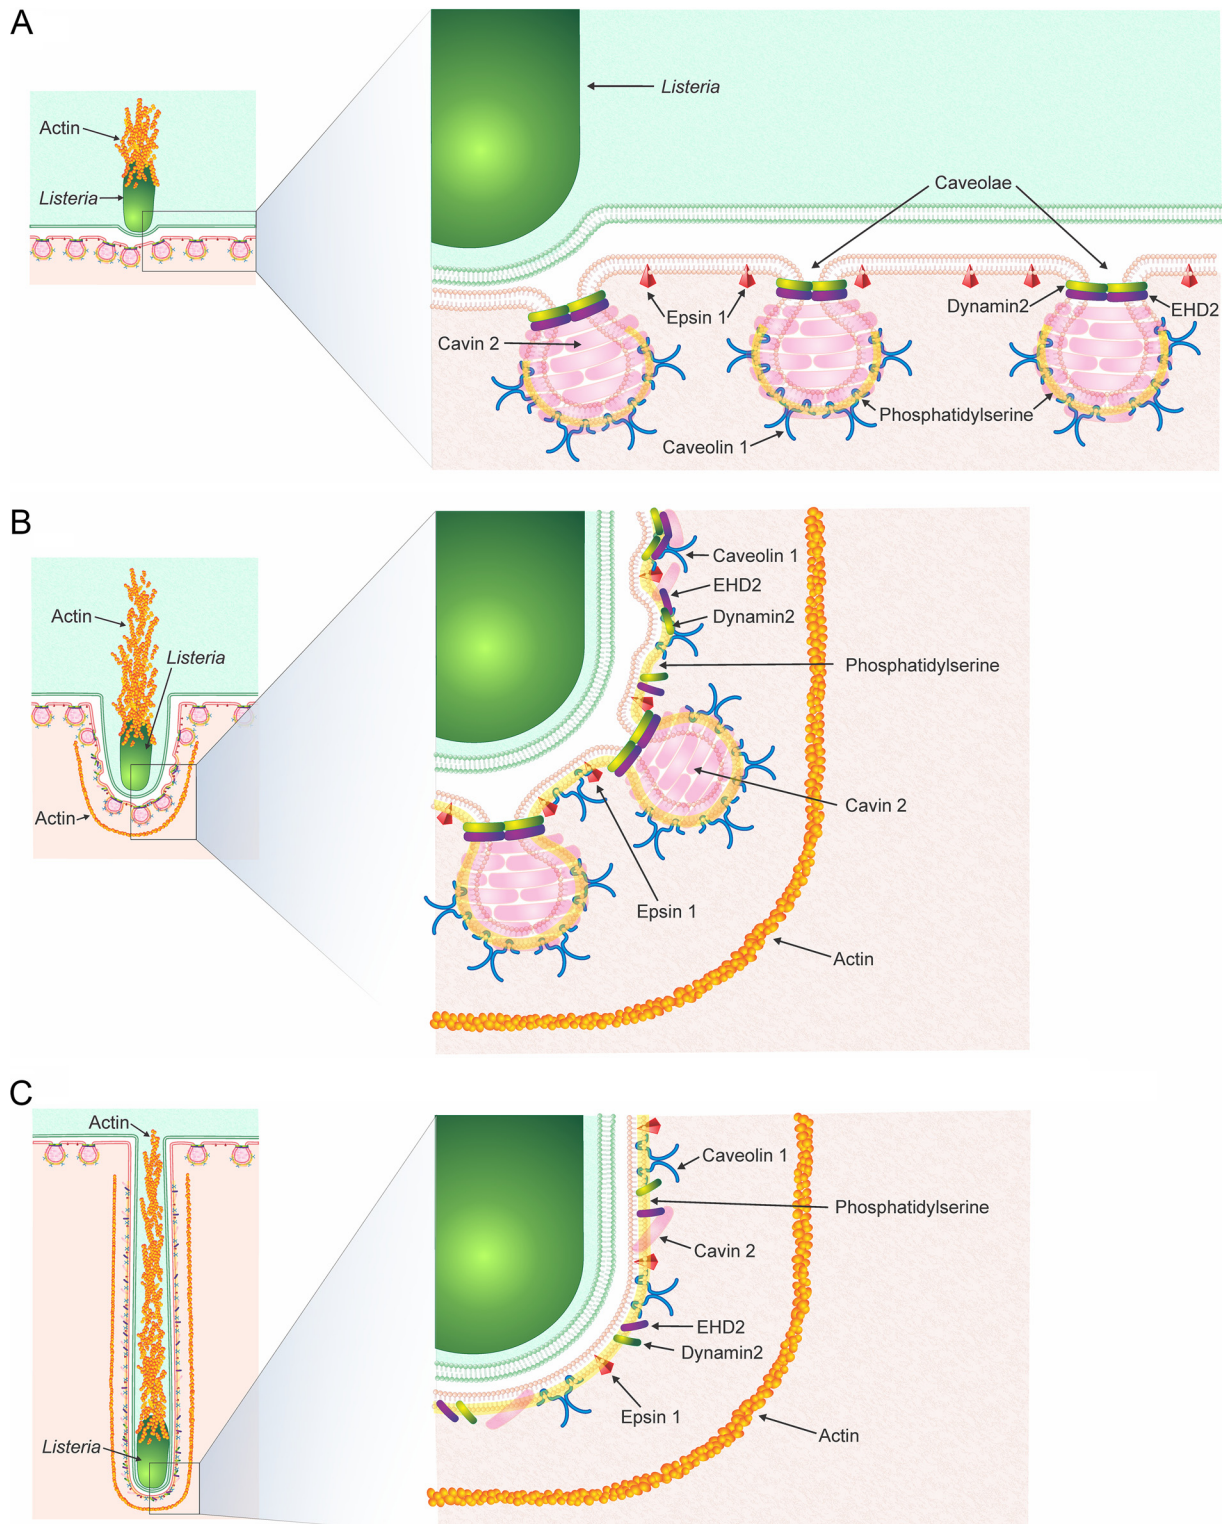 A
Actin
Listeria
Listeria
Caveolae
Epsin 1
Dynamin2
EHD2
Cavin 2
Phosphatidylserine
Caveolin 1
B
Actin
Listeria
Actin
Caveolin 1
EHD2
Dynamin2
Phosphatidylserine
Cavin 2
Epsin 1
Actin
C
Actin
Listeria
Caveolin 1
Phosphatidylserine
Cavin 2
EHD2
Dynamin2
Epsin 1
Actin